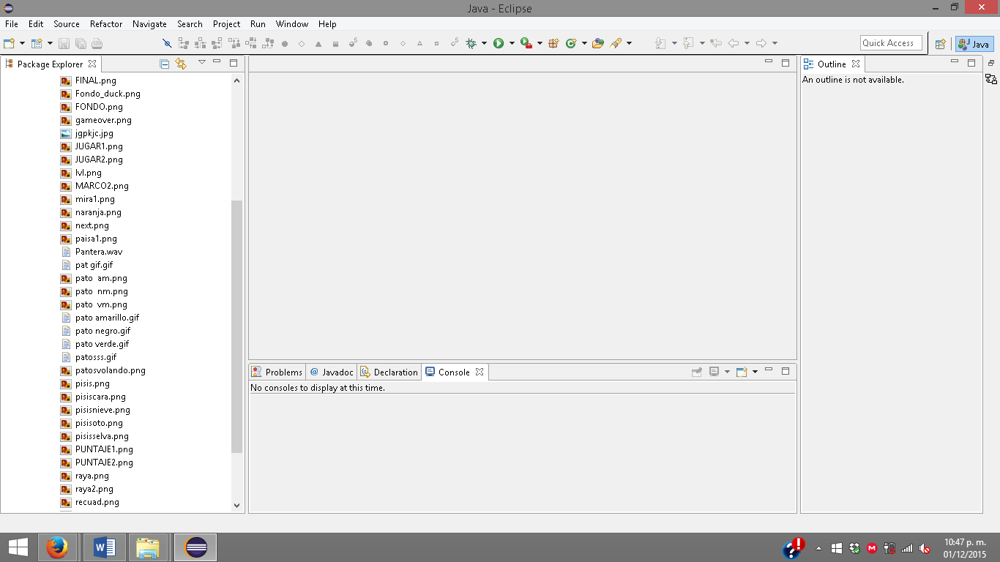 Java - Eclipse
File Edit Source Refactor Navigate Search Project Run Window Help
Quick Access
Java
Package Explorer
FINAL.png
Fondo_duck.png
FONDO.png
gameover.png
jgpkjc.jpg
JUGAR1.png
JUGAR2.png
lvl.png
MARCO2.png
mira1.png
naranja.png
next.png
paisa1.png
Pantera.wav
pat gif.gif
pato  am.png
pato  nm.png
pato  vm.png
pato amarillo.gif
pato negro.gif
pato verde.gif
patosss.gif
patosvolando.png
pisis.png
pisiscara.png
pisisnieve.png
pisisoto.png
pisisselva.png
PUNTAJE1.png
PUNTAJE2.png
raya.png
raya2.png
recuad.png
Problems @ Javadoc Declaration Console
No consoles to display at this time.
Outline
An outline is not available.
10:47 p. m.
01/12/2015